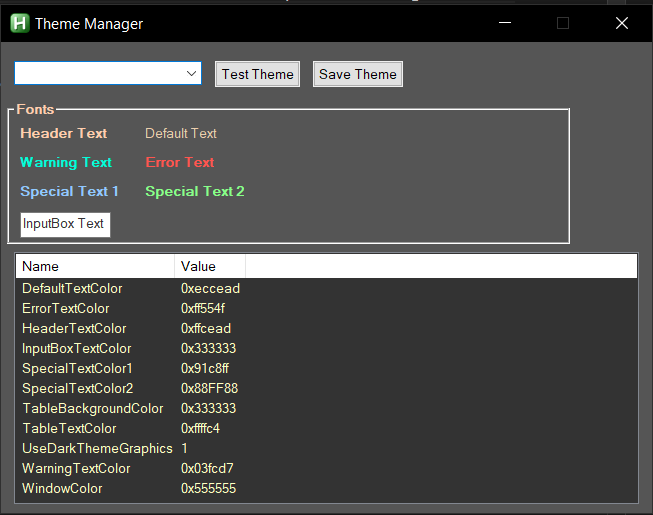 Theme Manager
Test Theme Save Theme
Fonts
Header Text Default Text
Warning Text Error Text
Special Text 1 Special Text 2
InputBox Text
Name Value
DefaultTextColor 0xeccead
ErrorTextColor 0xff554f
HeaderTextColor 0xffcead
InputBoxTextColor 0x333333
SpecialTextColor1 0x91c8ff
SpecialTextColor2 0x88FF88
TableBackgroundColor 0x333333
TableTextColor 0xffffc4
UseDarkThemeGraphics 1
WarningTextColor 0x03fcd7
WindowColor 0x555555